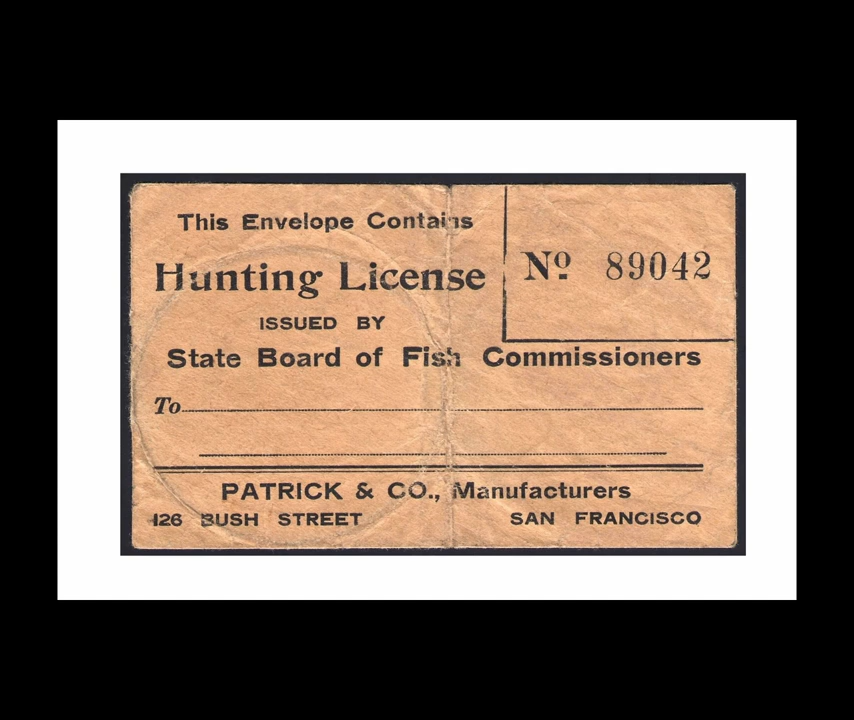 This Envelope Contains
Hunting License
Nº 89042
ISSUED BY
State Board of Fish Commissioners
To
PATRICK & CO., Manufacturers
126 BUSH STREET SAN FRANCISCO